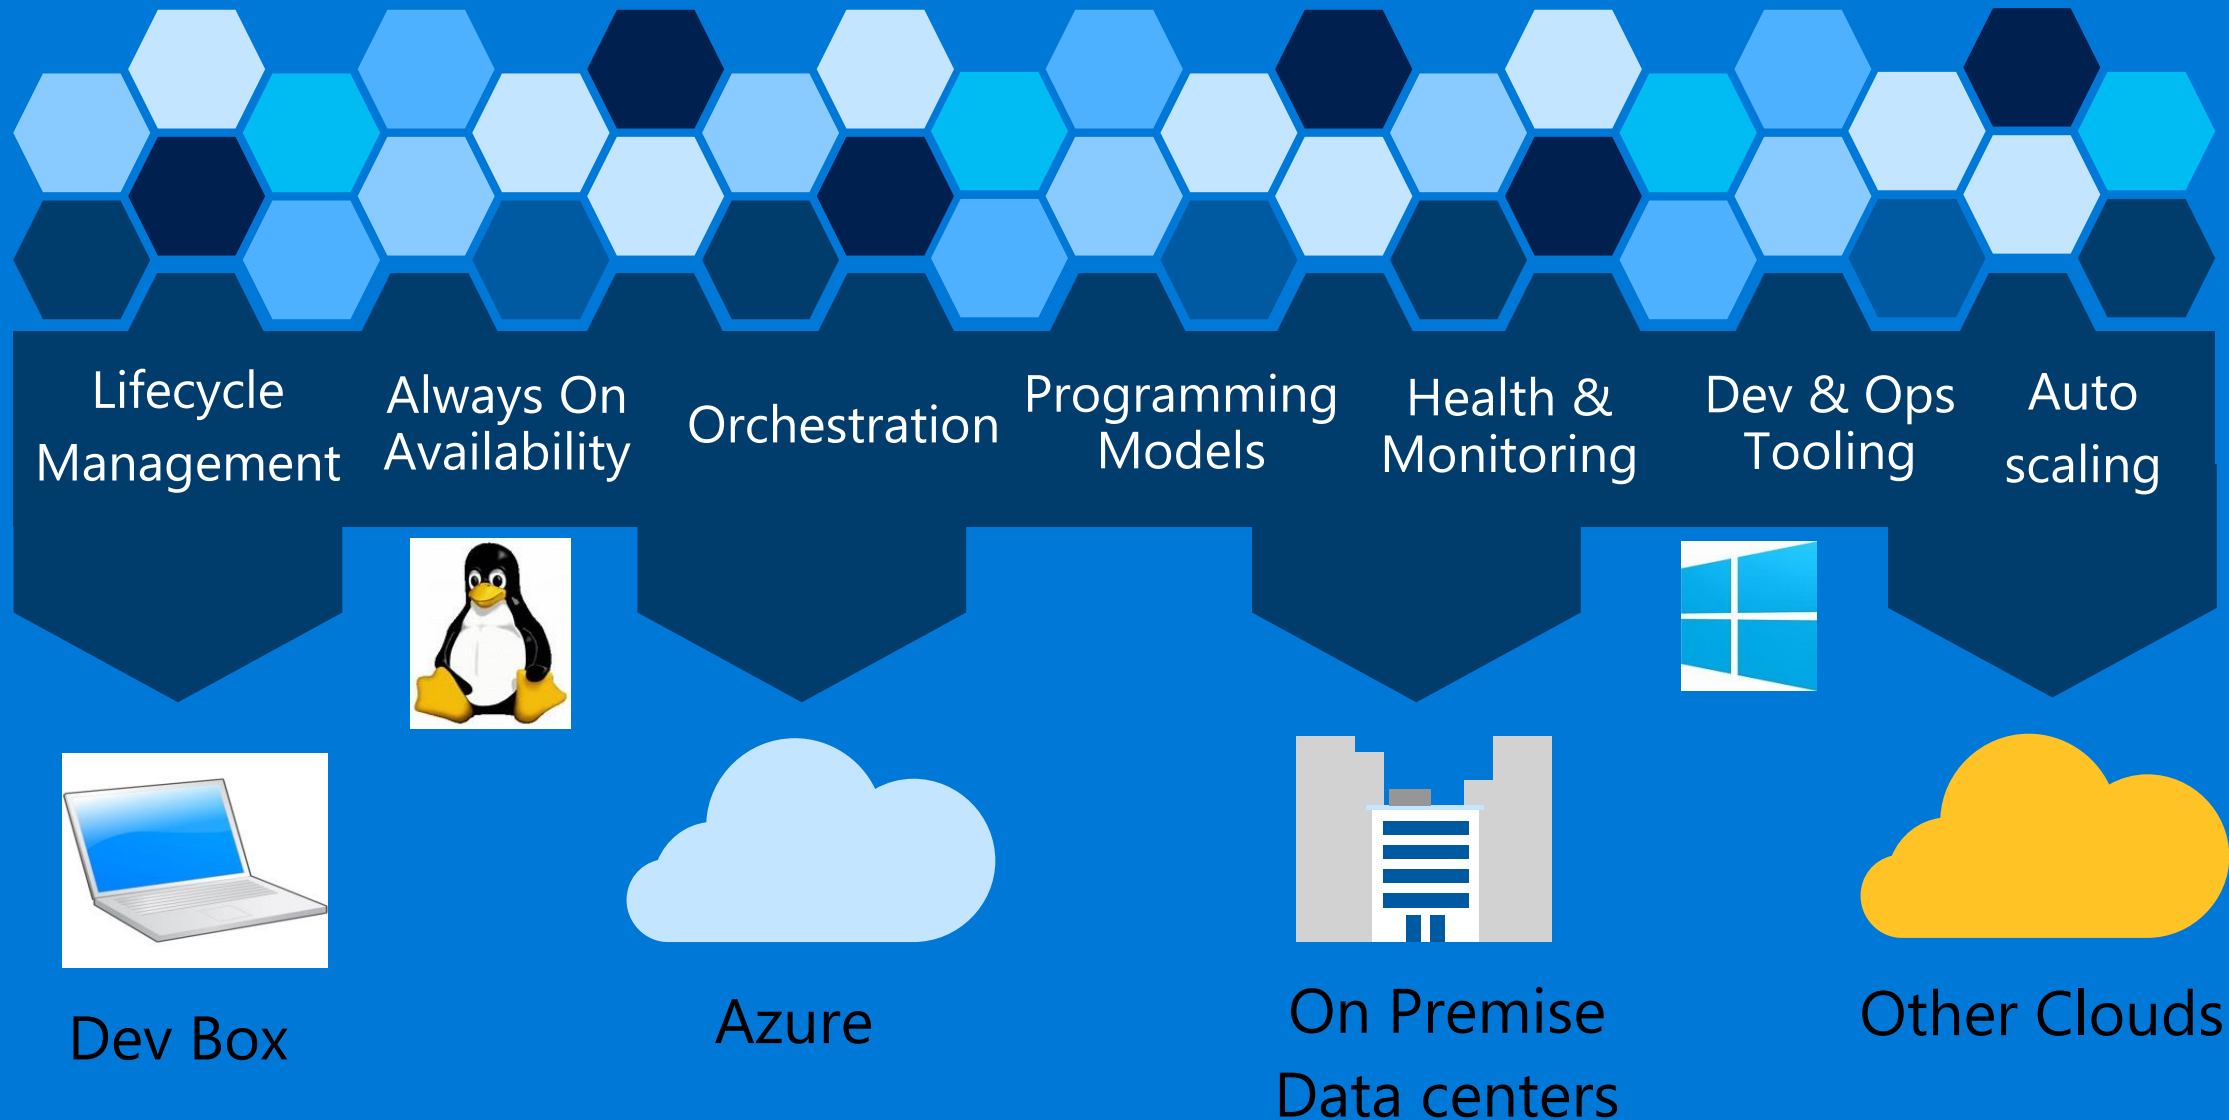 Lifecycle
Management
Always On
Availability
Orchestration
Programming
Models
Health &
Monitoring
Dev & Ops
Tooling
Auto
scaling
Dev Box
Azure
On Premise
Data centers
Other Clouds